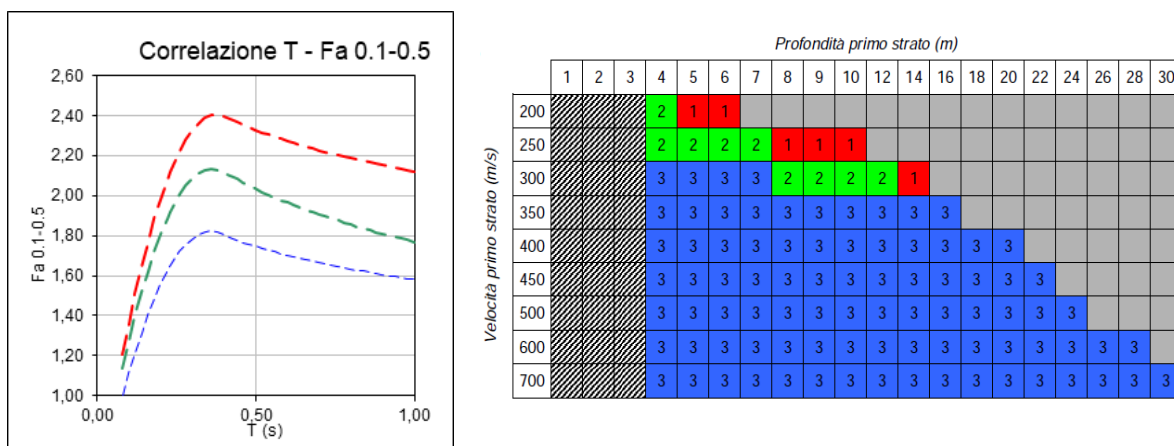 Correlazione T - Fa 0.1-0.5
Fa 0.1-0.5
2,60
2,40
2,20
2,00
1,80
1,60
1,40
1,20
1,00
0,00 0,50 1,00
T (s)
Profondità primo strato (m)
Velocità primo strato (m/s)
1 2 3 4 5 6 7 8 9 10 12 14 16 18 20 22 24 26 28 30
200 2 1 1
250 2 2 2 2 1 1 1
300 3 3 3 3 2 2 2 2 1
350 3 3 3 3 3 3 3 3 3 3
400 3 3 3 3 3 3 3 3 3 3 3 3
450 3 3 3 3 3 3 3 3 3 3 3 3 3
500 3 3 3 3 3 3 3 3 3 3 3 3 3 3
600 3 3 3 3 3 3 3 3 3 3 3 3 3 3 3 3
700 3 3 3 3 3 3 3 3 3 3 3 3 3 3 3 3 3